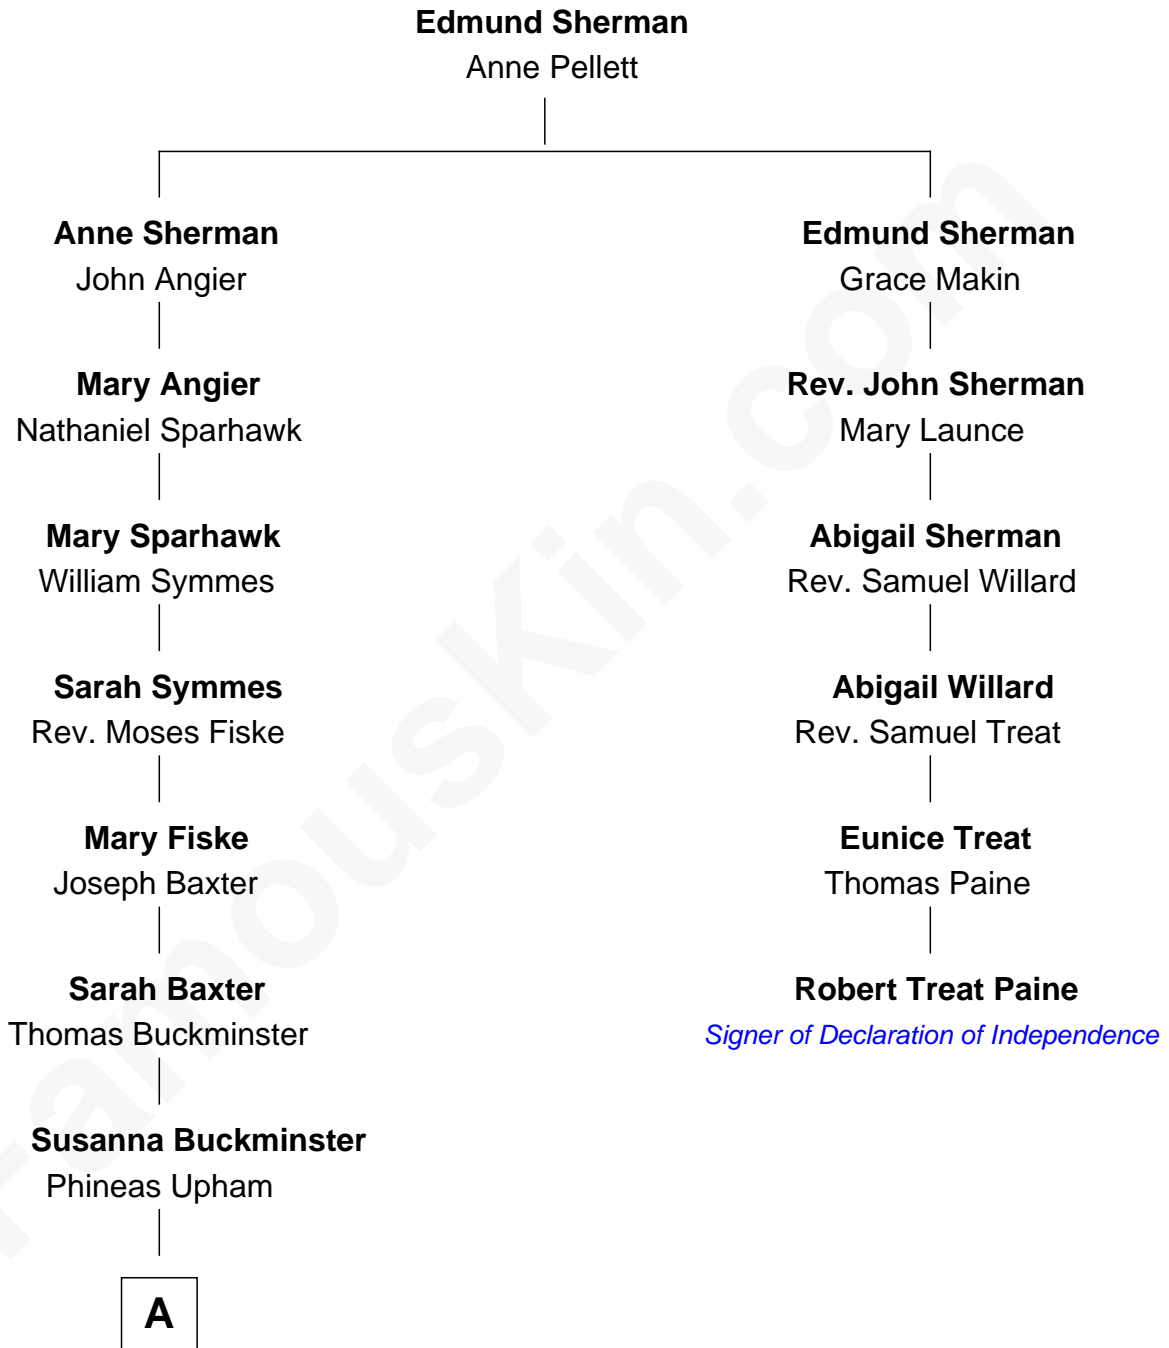 Edmund Sherman
Anne Pellett
Anne Sherman
John Angier
Edmund Sherman
Grace Makin
Mary Angier
Nathaniel Sparhawk
Rev. John Sherman
Mary Launce
Mary Sparhawk
William Symmes
Abigail Sherman
Rev. Samuel Willard
Sarah Symmes
Rev. Moses Fiske
Abigail Willard
Rev. Samuel Treat
Mary Fiske
Joseph Baxter
Eunice Treat
Thomas Paine
Sarah Baxter
Thomas Buckminster
Robert Treat Paine
Signer of Declaration of Independence
Susanna Buckminster
Phineas Upham
A
FamousKin.com